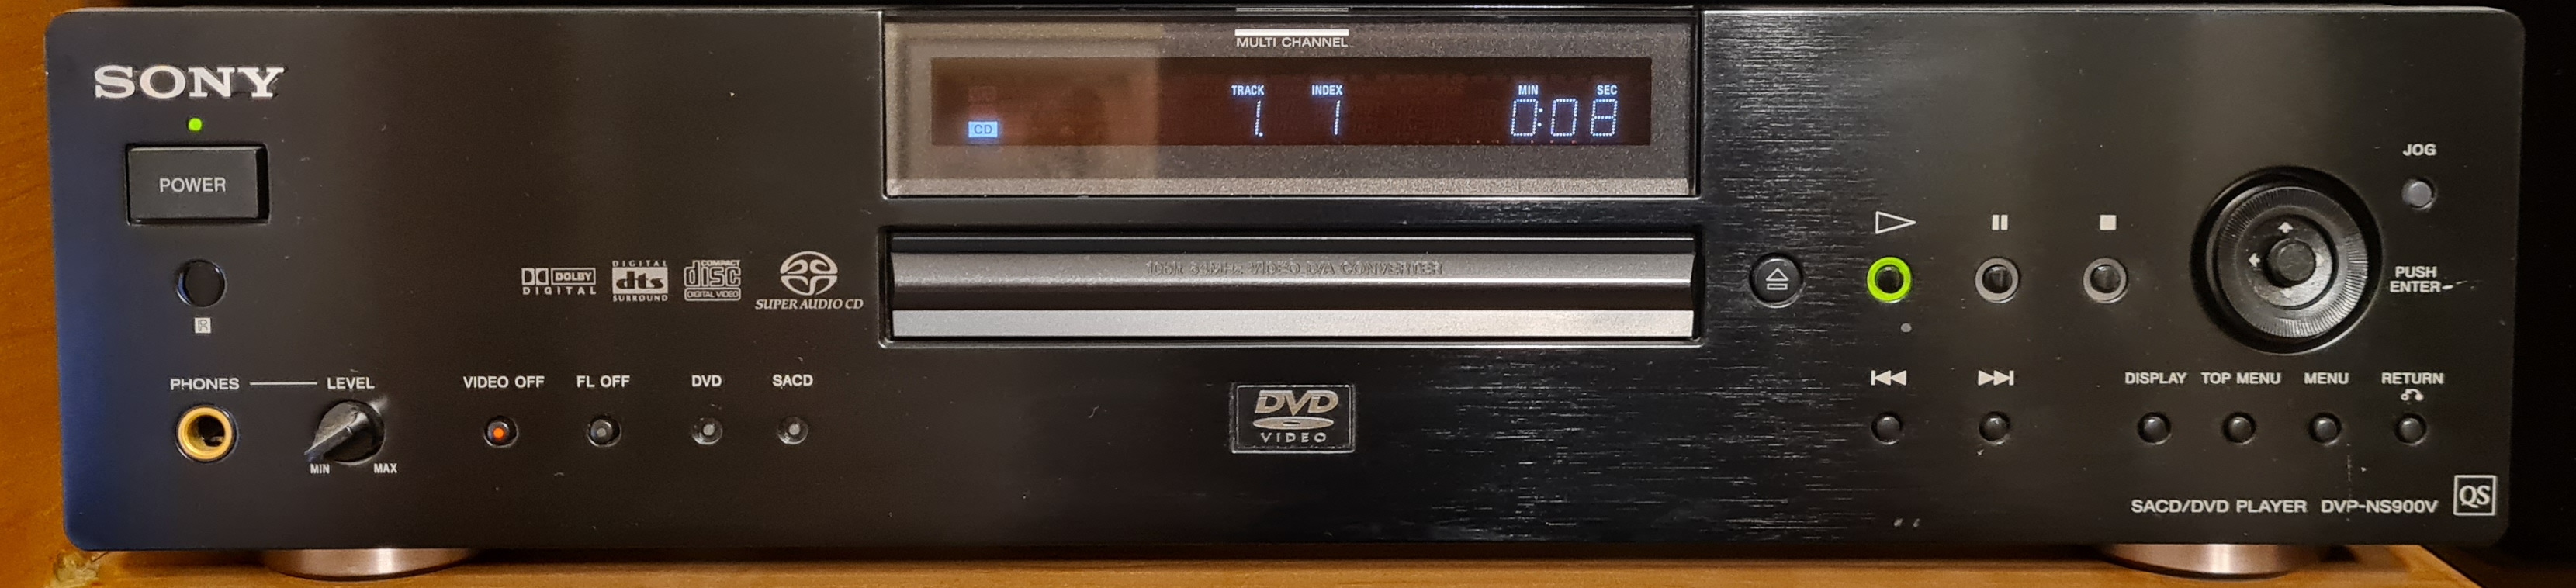 SONY
MULTI CHANNEL
TRACK INDEX MIN SEC
CD 1. 1 0:08
POWER
JOG
PUSH
ENTER
DOLBY
DIGITAL
DIGITAL
dts
SURROUND
COMPACT
disc
DIGITAL VIDEO
SUPER AUDIO CD
VIDEO D/A CONVERTER
PHONES LEVEL
MIN MAX
VIDEO OFF FL OFF DVD SACD
DVD
VIDEO
DISPLAY TOP MENU MENU RETURN
SACD/DVD PLAYER DVP-NS900V
QS